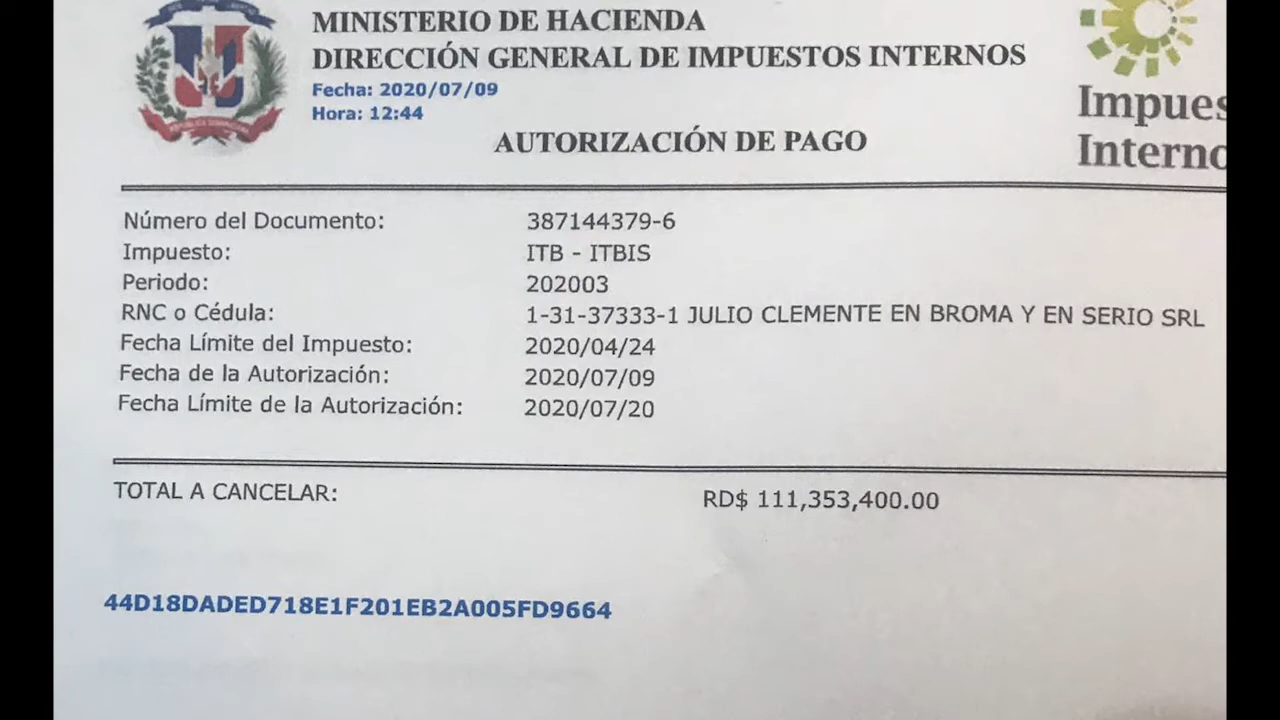 MINISTERIO DE HACIENDA
DIRECCIÓN GENERAL DE IMPUESTOS INTERNOS
Fecha: 2020/07/09
Hora: 12:44
Impues
Interno
AUTORIZACIÓN DE PAGO
Número del Documento: 387144379-6
Impuesto: ITB - ITBIS
Periodo: 202003
RNC o Cédula: 1-31-37333-1 JULIO CLEMENTE EN BROMA Y EN SERIO SRL
Fecha Límite del Impuesto: 2020/04/24
Fecha de la Autorización: 2020/07/09
Fecha Límite de la Autorización: 2020/07/20
TOTAL A CANCELAR: RD$ 111,353,400.00
44D18DADED718E1F201EB2A005FD9664